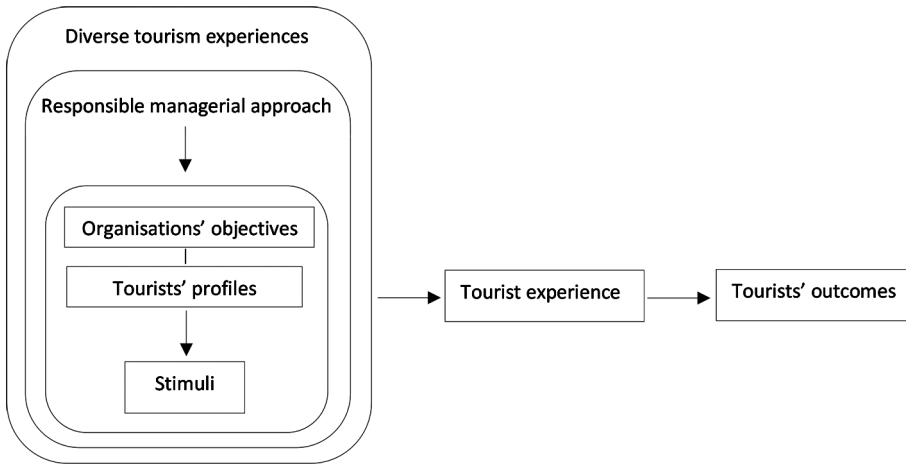 Diverse tourism experiences
Responsible managerial approach
Organisations’ objectives
Tourists’ profiles
Stimuli
Tourist experience
Tourists’ outcomes